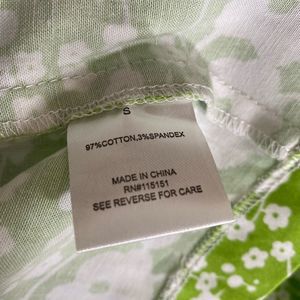 S
97%COTTON,3%SPANDEX
MADE IN CHINA
RN#115151
SEE REVERSE FOR CARE